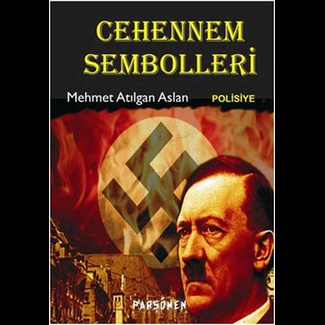 CEHENNEM
SEMBOLLERİ
Mehmet Atılgan Aslan POLİSİYE
PARŞÖMEN